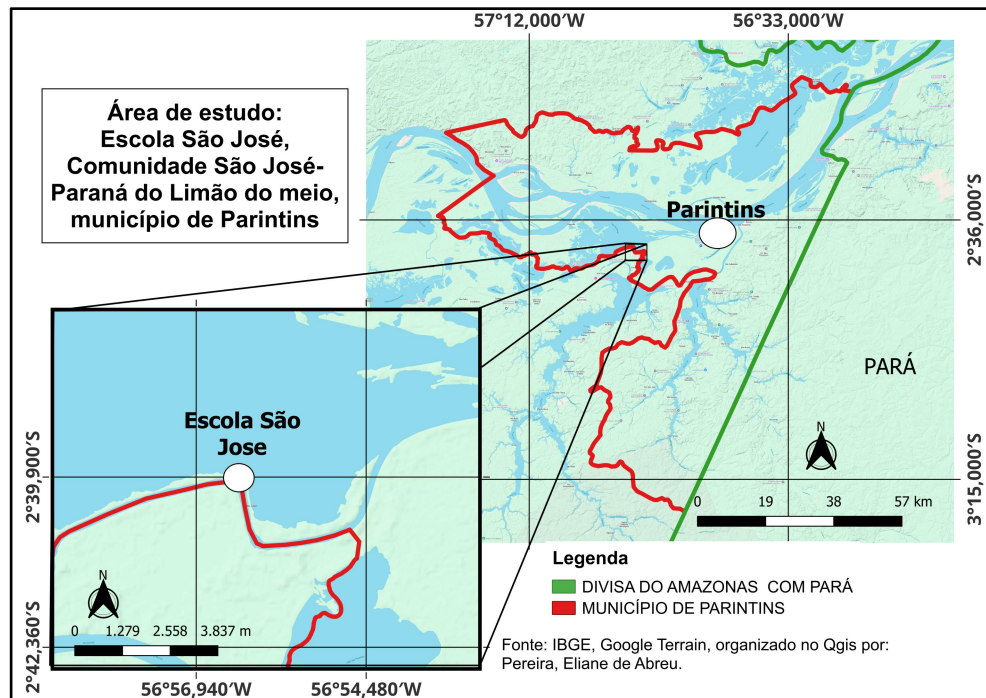 57°12,000′W 56°33,000′W
Área de estudo:
Escola São José,
Comunidade São José-
Paraná do Limão do meio,
município de Parintins
Parintins
2°36,000′S
PARÁ
3°15,000′S
N
0 19 38 57 km
Escola São
Jose
2°39,900′S
2°42,360′S
N
0 1.279 2.558 3.837 m
56°56,940′W 56°54,480′W
Legenda
DIVISA DO AMAZONAS COM PARÁ
MUNICÍPIO DE PARINTINS
Fonte: IBGE, Google Terrain, organizado no Qgis por:
Pereira, Eliane de Abreu.